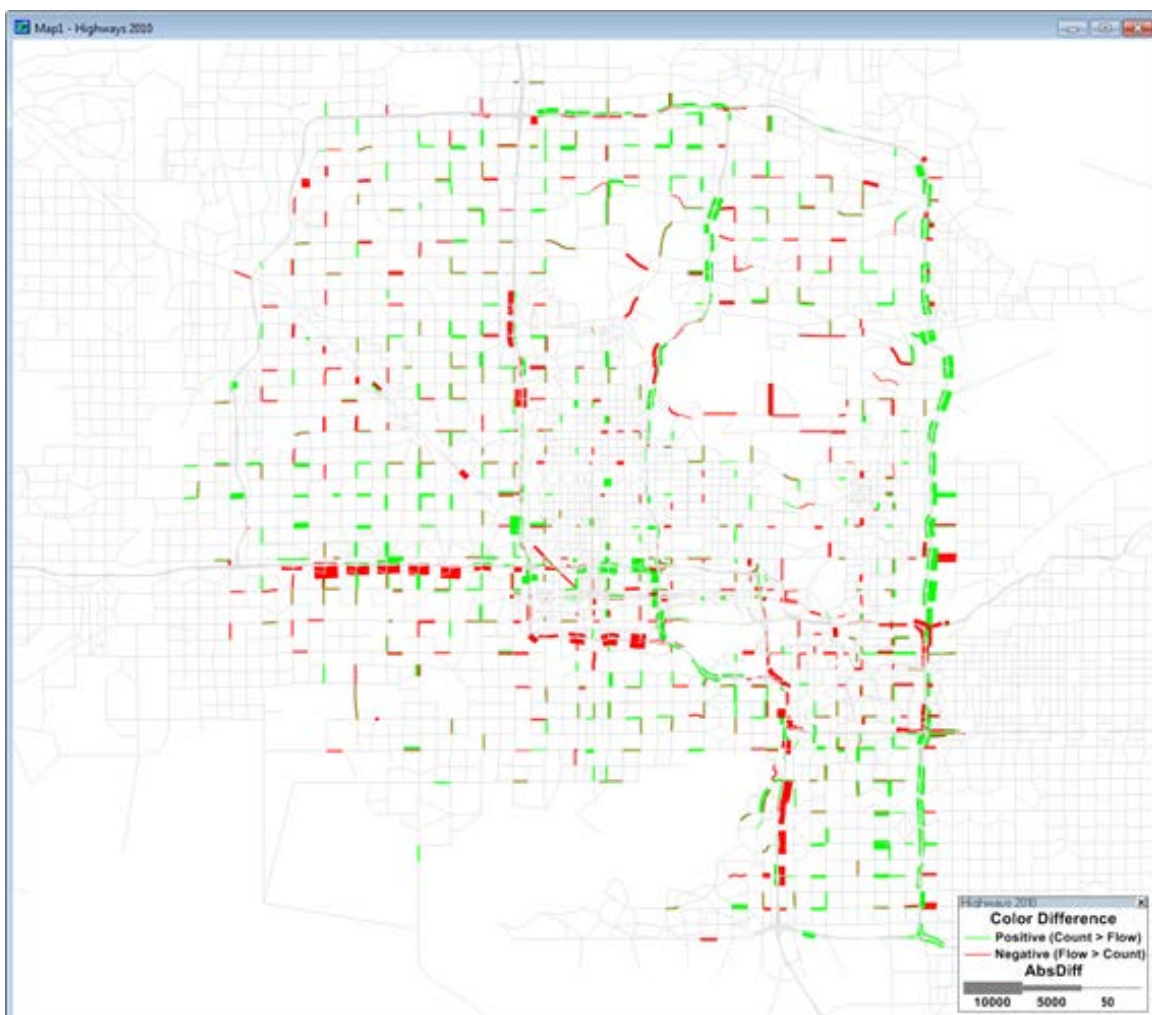 Map1 - Highways 2010
Highways 2010
Color Difference
Positive (Count > Flow)
Negative (Flow > Count)
AbsDiff
10000 5000 50